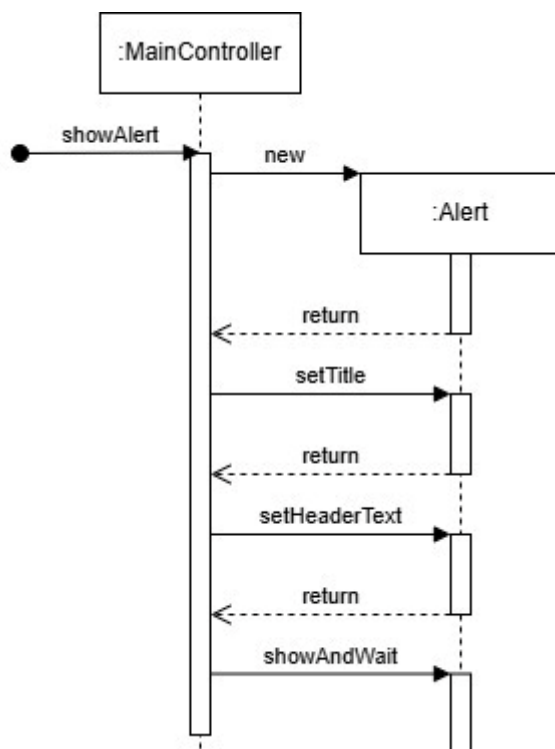 :MainController
showAlert
new
:Alert
return
setTitle
return
setHeaderText
return
showAndWait